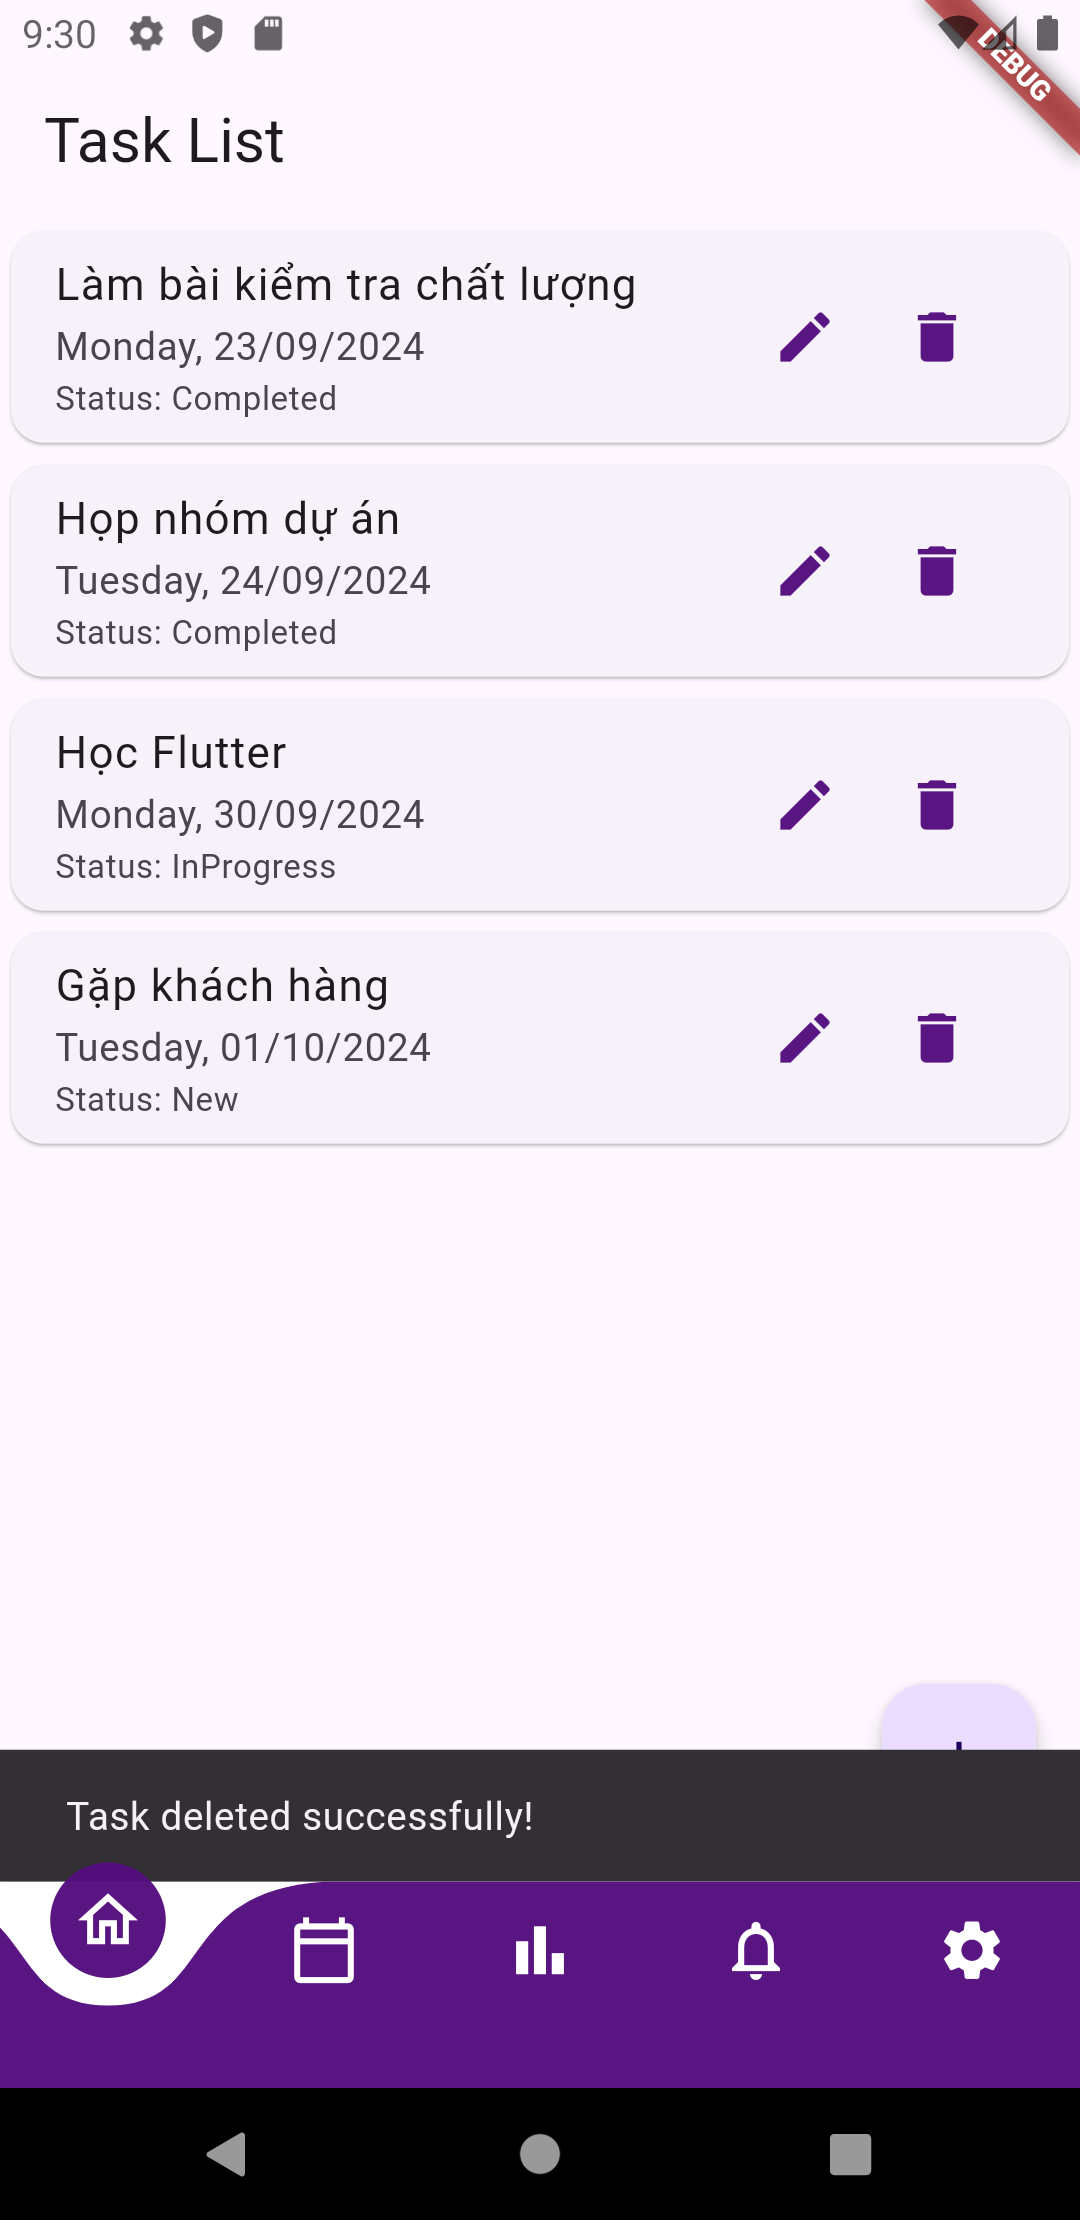 9:30
DEBUG
Task List
Làm bài kiểm tra chất lượng
Monday, 23/09/2024
Status: Completed
Họp nhóm dự án
Tuesday, 24/09/2024
Status: Completed
Học Flutter
Monday, 30/09/2024
Status: InProgress
Gặp khách hàng
Tuesday, 01/10/2024
Status: New
Task deleted successfully!